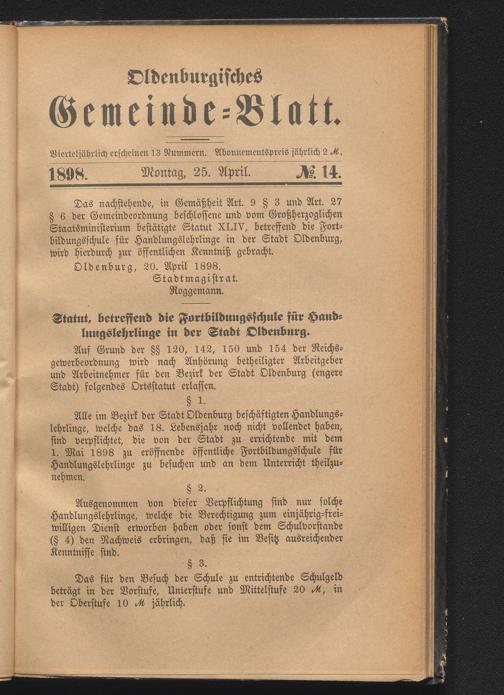 Oldenburgisches
Gemeinde-Blatt.
Vierteljährlich erscheinen 13 Nummern. Abonnementspreis jährlich 2 ℳ.
1898. Montag, 25. April. № 14.
Das nachstehende, in Gemäßheit Art. 9 § 3 und Art. 27
§ 6 der Gemeindeordnung beschlossene und vom Großherzoglichen
Staatsministerium bestätigte Statut XLIV, betreffend die Fort-
bildungsschule für Handlungslehrlinge in der Stadt Oldenburg,
wird hierdurch zur öffentlichen Kenntniß gebracht.
Oldenburg, 20. April 1898.
Stadtmagistrat.
Roggemann.
Statut, betreffend die Fortbildungsschule für Hand-
lungslehrlinge in der Stadt Oldenburg.
Auf Grund der §§ 120, 142, 150 und 154 der Reichs-
gewerbeordnung wird nach Anhörung betheiligter Arbeitgeber
und Arbeitnehmer für den Bezirk der Stadt Oldenburg (engere
Stadt) folgendes Ortsstatut erlassen.
§ 1.
Alle im Bezirk der Stadt Oldenburg beschäftigten Handlungs-
lehrlinge, welche das 18. Lebensjahr noch nicht vollendet haben,
sind verpflichtet, die von der Stadt zu errichtende mit dem
1. Mai 1898 zu eröffnende öffentliche Fortbildungsschule für
Handlungslehrlinge zu besuchen und an dem Unterricht theilzu-
nehmen.
§ 2.
Ausgenommen von dieser Verpflichtung sind nur solche
Handlungslehrlinge, welche die Berechtigung zum einjährig-frei-
willigen Dienst erworben haben oder sonst dem Schulvorstande
(§ 4) den Nachweis erbringen, daß sie im Besitz ausreichender
Kenntnisse sind.
§ 3.
Das für den Besuch der Schule zu entrichtende Schulgeld
beträgt in der Vorstufe, Unterstufe und Mittelstufe 20 ℳ, in
der Oberstufe 10 ℳ jährlich.